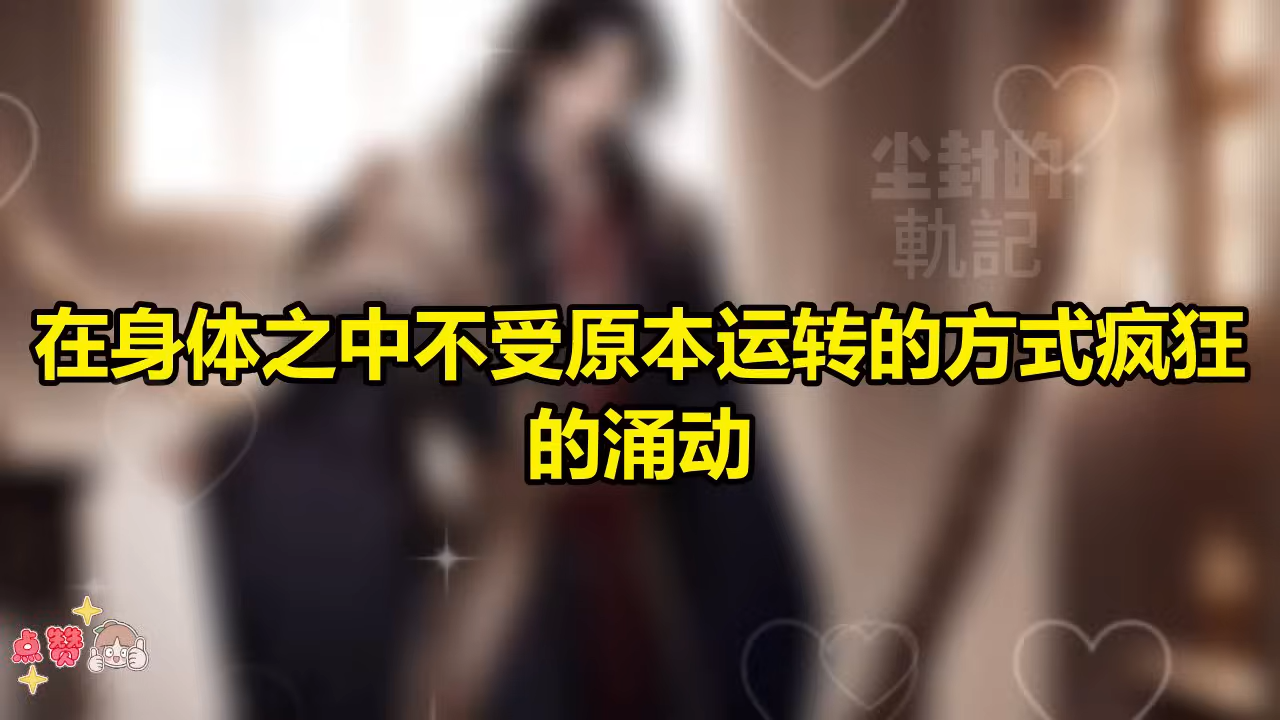 尘封的
軌記
在身体之中不受原本运转的方式疯狂
的涌动
点赞